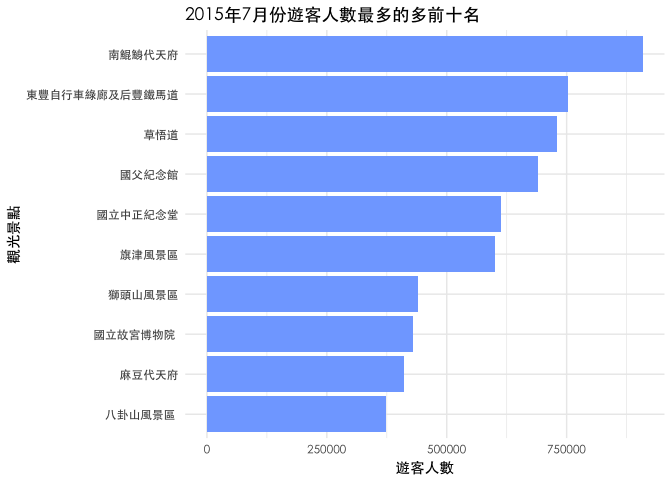 2015年7月份遊客人數最多的多前十名
南鯤鯓代天府
東豐自行車綠廊及后豐鐵馬道
草悟道
國父紀念館
國立中正紀念堂
旗津風景區
獅頭山風景區
國立故宮博物院
麻豆代天府
八卦山風景區
觀光景點
0 250000 500000 750000
遊客人數